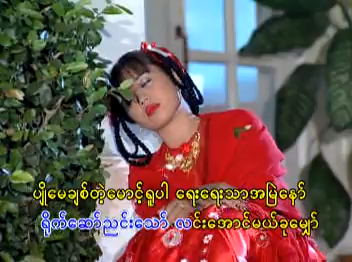 ပျိုမေချစ်တဲ့မောင့်ရူပါ ရေးရေးသာအမြဲနော်
ရိုက်ဆော်ညှင်းသော် လင်းအောင်မယ်ခုမျှော်